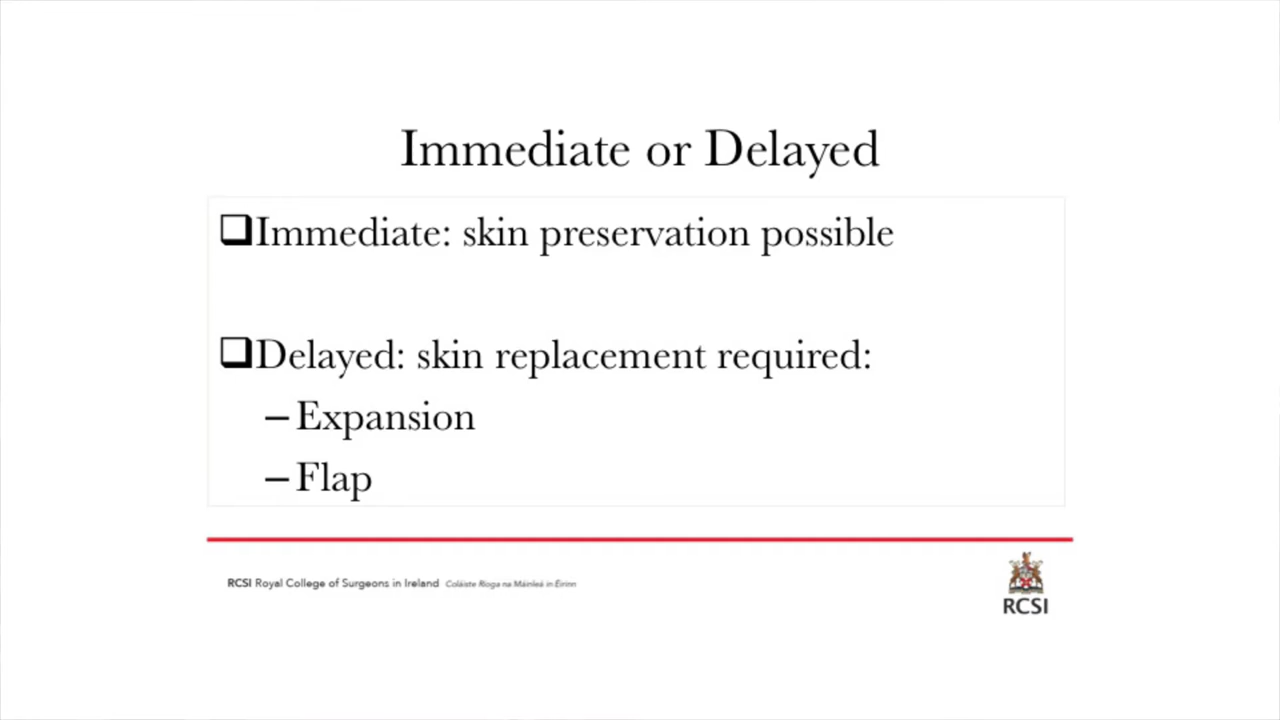 Immediate or Delayed
❑Immediate: skin preservation possible
❑Delayed: skin replacement required:
–Expansion
–Flap
RCSI Royal College of Surgeons in Ireland Coláiste Ríoga na Máinleá in Éirinn
RCSI